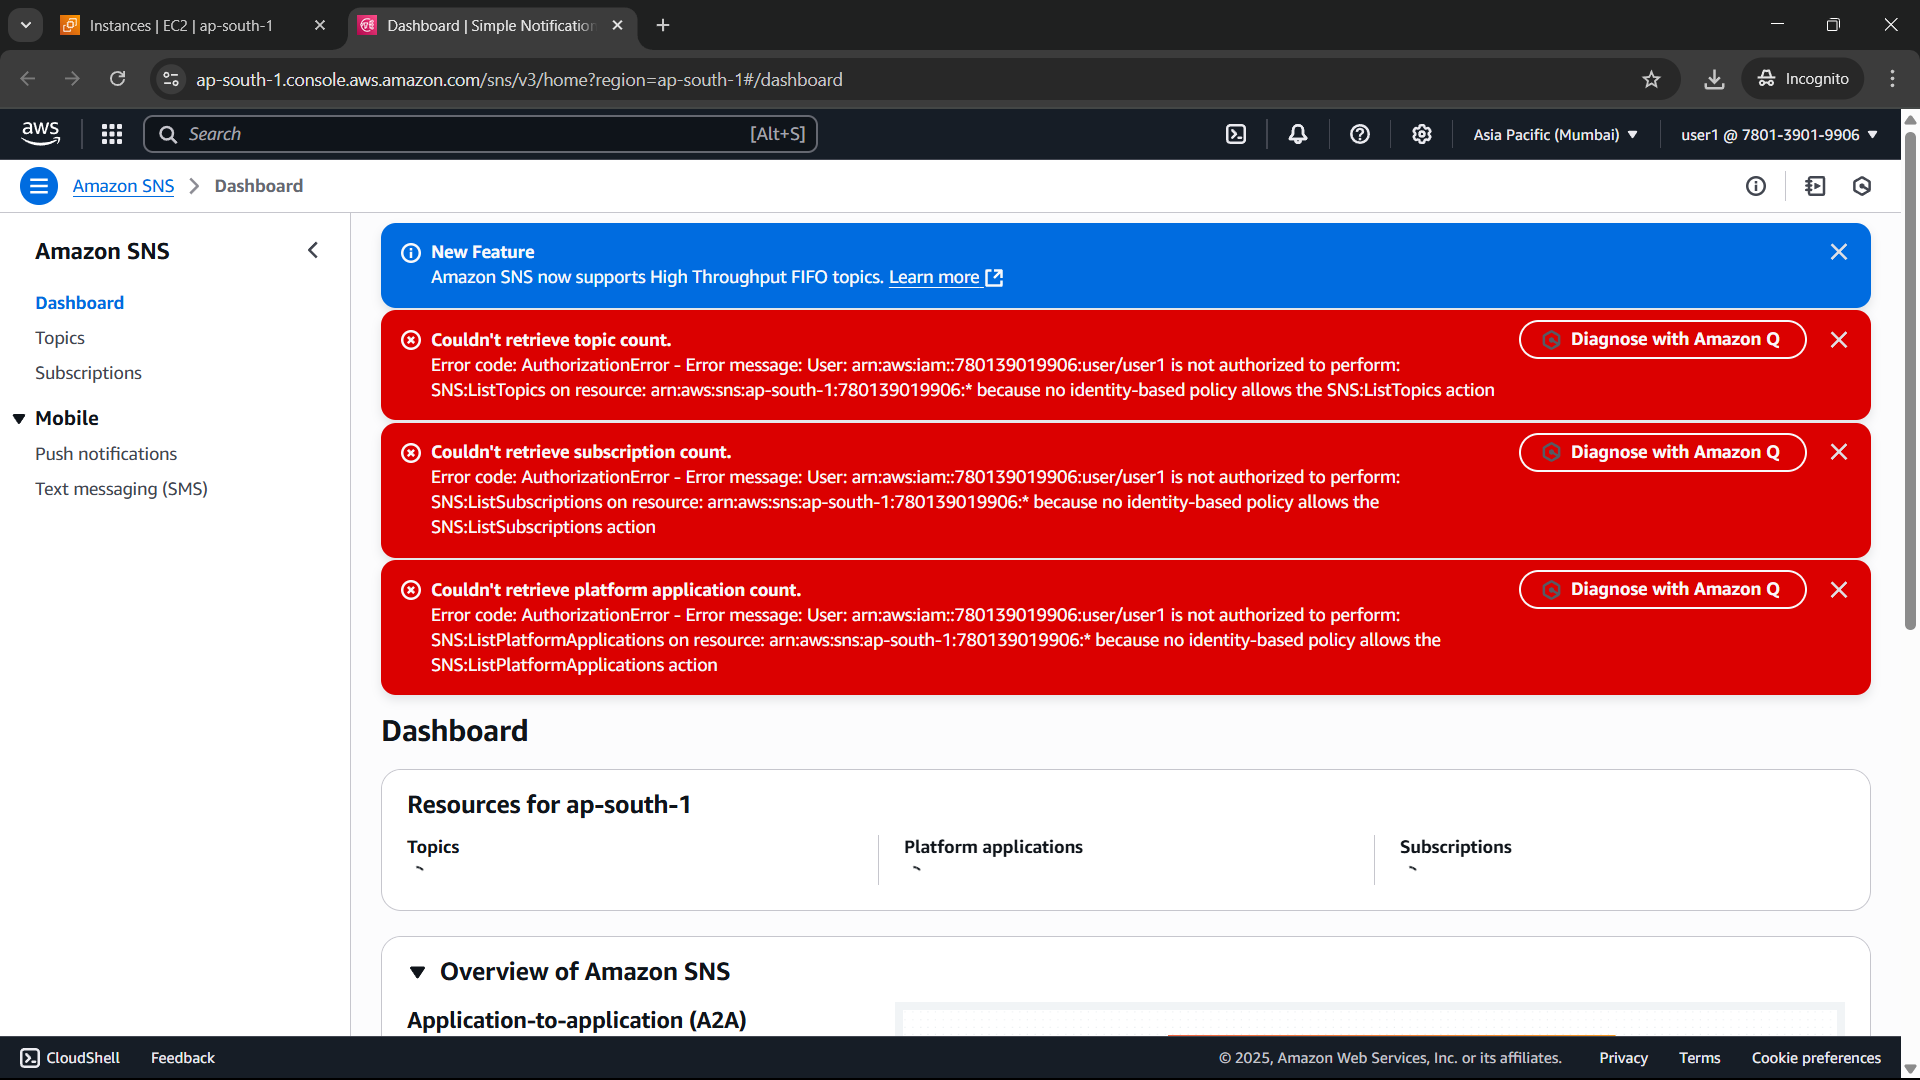 Instances | EC2 | ap-south-1
Dashboard | Simple Notification
ap-south-1.console.aws.amazon.com/sns/v3/home?region=ap-south-1#/dashboard
Incognito
aws
Search
[Alt+S]
Asia Pacific (Mumbai)
user1 @ 7801-3901-9906
Amazon SNS
Dashboard
Amazon SNS
Dashboard
Topics
Subscriptions
Mobile
Push notifications
Text messaging (SMS)
New Feature
Amazon SNS now supports High Throughput FIFO topics. Learn more
Couldn't retrieve topic count.
Error code: AuthorizationError - Error message: User: arn:aws:iam::780139019906:user/user1 is not authorized to perform:
SNS:ListTopics on resource: arn:aws:sns:ap-south-1:780139019906:* because no identity-based policy allows the SNS:ListTopics action
Diagnose with Amazon Q
Couldn't retrieve subscription count.
Error code: AuthorizationError - Error message: User: arn:aws:iam::780139019906:user/user1 is not authorized to perform:
SNS:ListSubscriptions on resource: arn:aws:sns:ap-south-1:780139019906:* because no identity-based policy allows the
SNS:ListSubscriptions action
Diagnose with Amazon Q
Couldn't retrieve platform application count.
Error code: AuthorizationError - Error message: User: arn:aws:iam::780139019906:user/user1 is not authorized to perform:
SNS:ListPlatformApplications on resource: arn:aws:sns:ap-south-1:780139019906:* because no identity-based policy allows the
SNS:ListPlatformApplications action
Diagnose with Amazon Q
Dashboard
Resources for ap-south-1
Topics
Platform applications
Subscriptions
Overview of Amazon SNS
Application-to-application (A2A)
CloudShell
Feedback
© 2025, Amazon Web Services, Inc. or its affiliates.
Privacy
Terms
Cookie preferences